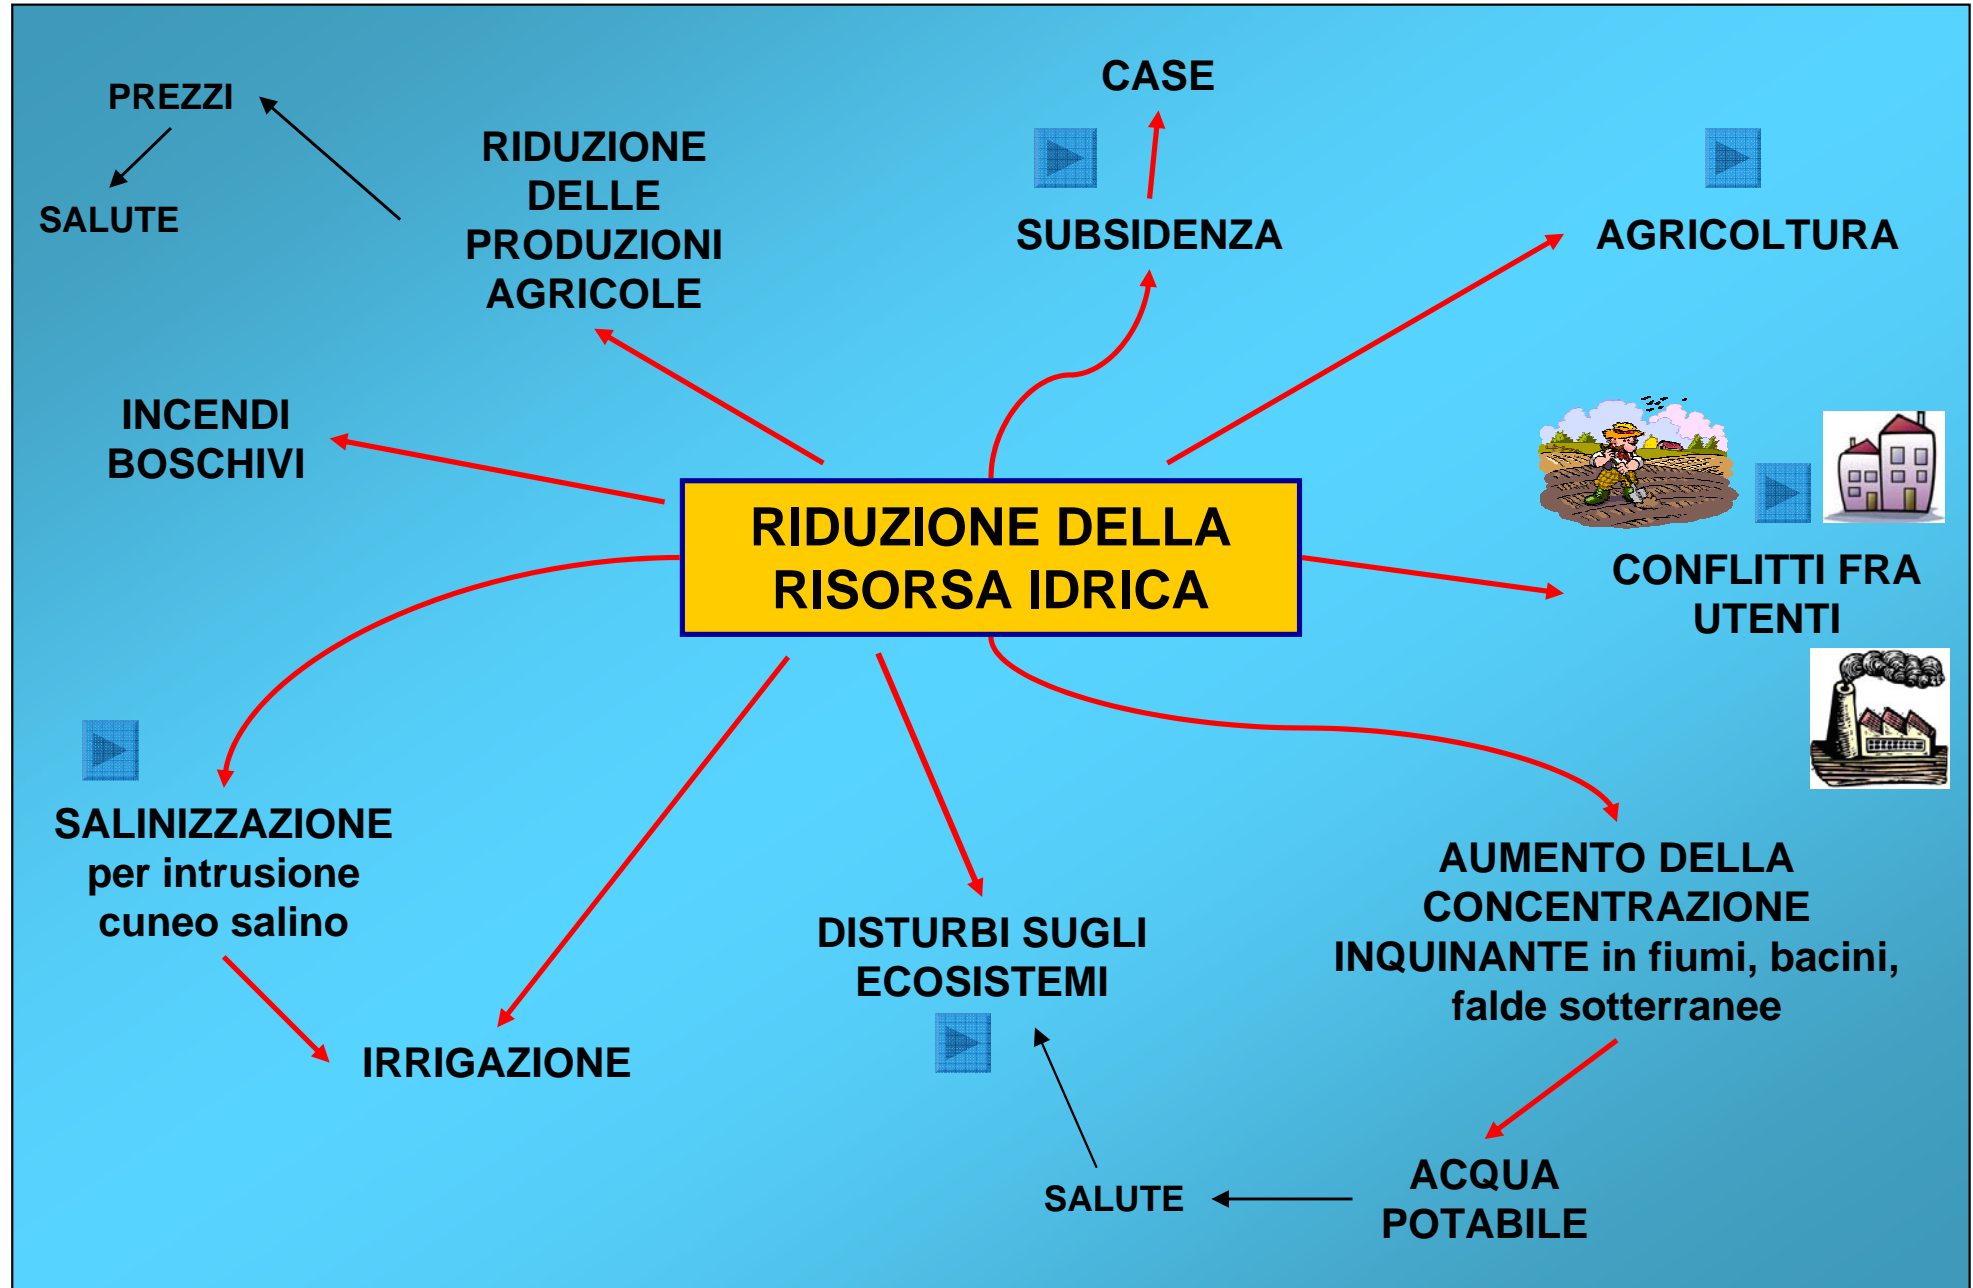 PREZZI
SALUTE
RIDUZIONE
DELLE
PRODUZIONI
AGRICOLE
CASE
SUBSIDENZA
AGRICOLTURA
INCENDI
BOSCHIVI
RIDUZIONE DELLA
RISORSA IDRICA
CONFLITTI FRA
UTENTI
SALINIZZAZIONE
per intrusione
cuneo salino
IRRIGAZIONE
DISTURBI SUGLI
ECOSISTEMI
AUMENTO DELLA
CONCENTRAZIONE
INQUINANTE in fiumi, bacini,
falde sotterranee
SALUTE
ACQUA
POTABILE